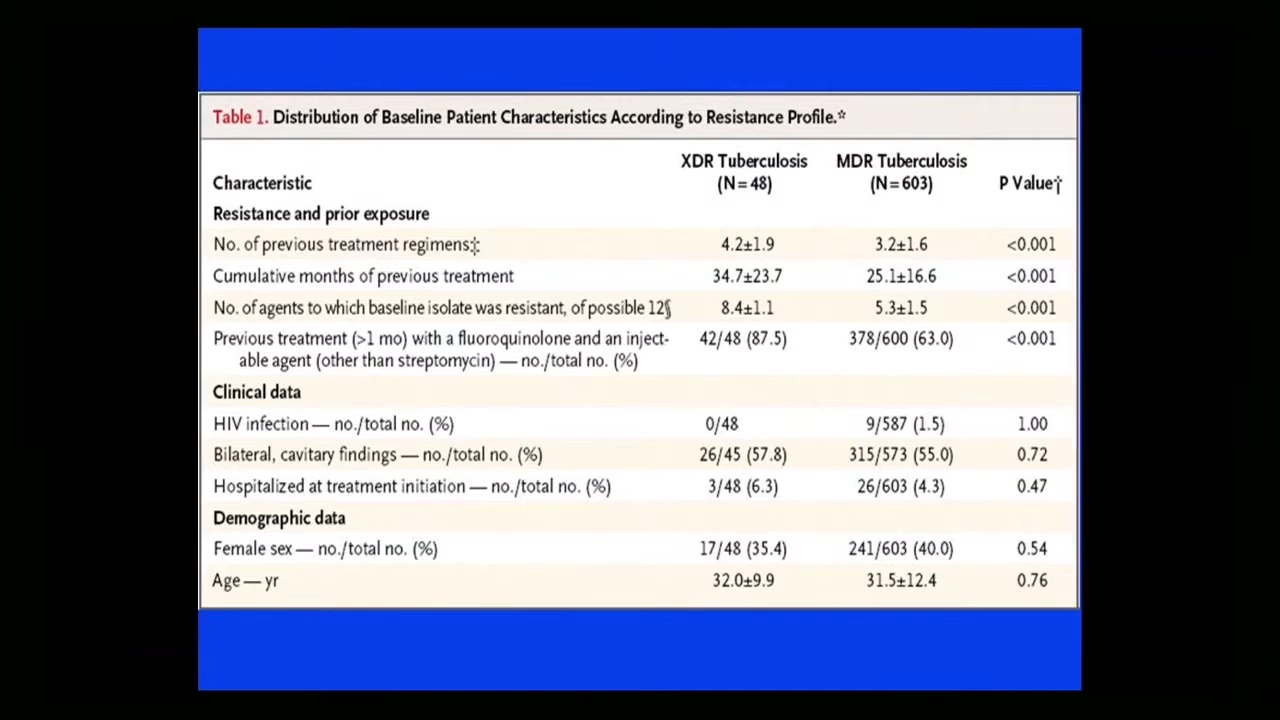 Table 1. Distribution of Baseline Patient Characteristics According to Resistance Profile.*
Characteristic XDR Tuberculosis (N=48) MDR Tuberculosis (N=603) P Value†
Resistance and prior exposure
No. of previous treatment regimens‡ 4.2±1.9 3.2±1.6 <0.001
Cumulative months of previous treatment 34.7±23.7 25.1±16.6 <0.001
No. of agents to which baseline isolate was resistant, of possible 12§ 8.4±1.1 5.3±1.5 <0.001
Previous treatment (>1 mo) with a fluoroquinolone and an inject- 42/48 (87.5) 378/600 (63.0) <0.001
able agent (other than streptomycin) — no./total no. (%)
Clinical data
HIV infection — no./total no. (%) 0/48 9/587 (1.5) 1.00
Bilateral, cavitary findings — no./total no. (%) 26/45 (57.8) 315/573 (55.0) 0.72
Hospitalized at treatment initiation — no./total no. (%) 3/48 (6.3) 26/603 (4.3) 0.47
Demographic data
Female sex — no./total no. (%) 17/48 (35.4) 241/603 (40.0) 0.54
Age — yr 32.0±9.9 31.5±12.4 0.76